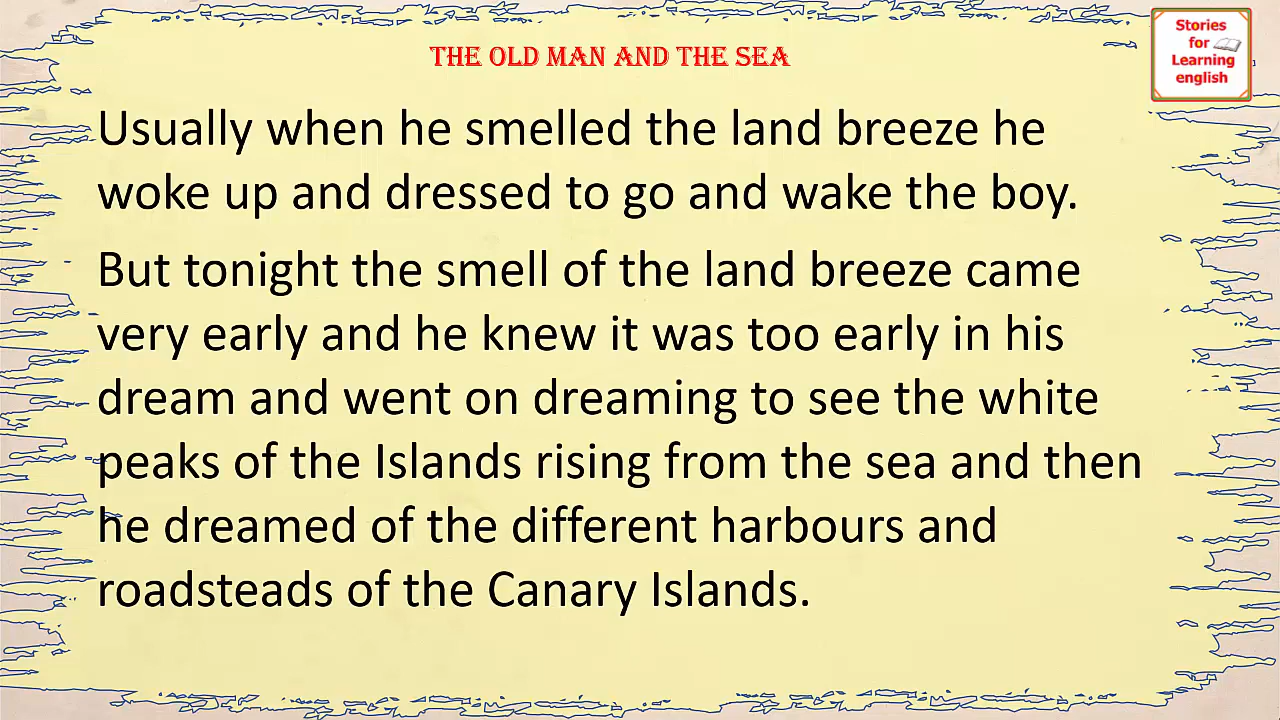 THE OLD MAN AND THE SEA
Stories
for
Learning
english
Usually when he smelled the land breeze he
woke up and dressed to go and wake the boy.
But tonight the smell of the land breeze came
very early and he knew it was too early in his
dream and went on dreaming to see the white
peaks of the Islands rising from the sea and then
he dreamed of the different harbours and
roadsteads of the Canary Islands.